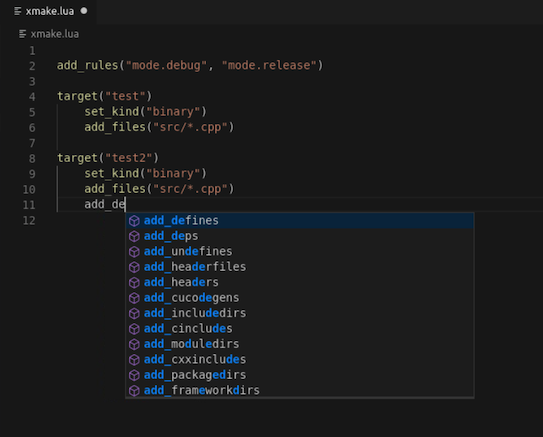 xmake.lua
xmake.lua
1
2 add_rules("mode.debug", "mode.release")
3
4 target("test")
5 set_kind("binary")
6 add_files("src/*.cpp")
7
8 target("test2")
9 set_kind("binary")
10 add_files("src/*.cpp")
11 add_de
12
add_defines
add_deps
add_undefines
add_headerfiles
add_headers
add_cucodegens
add_includedirs
add_cincludes
add_moduledirs
add_cxxincludes
add_packagedirs
add_frameworkdirs